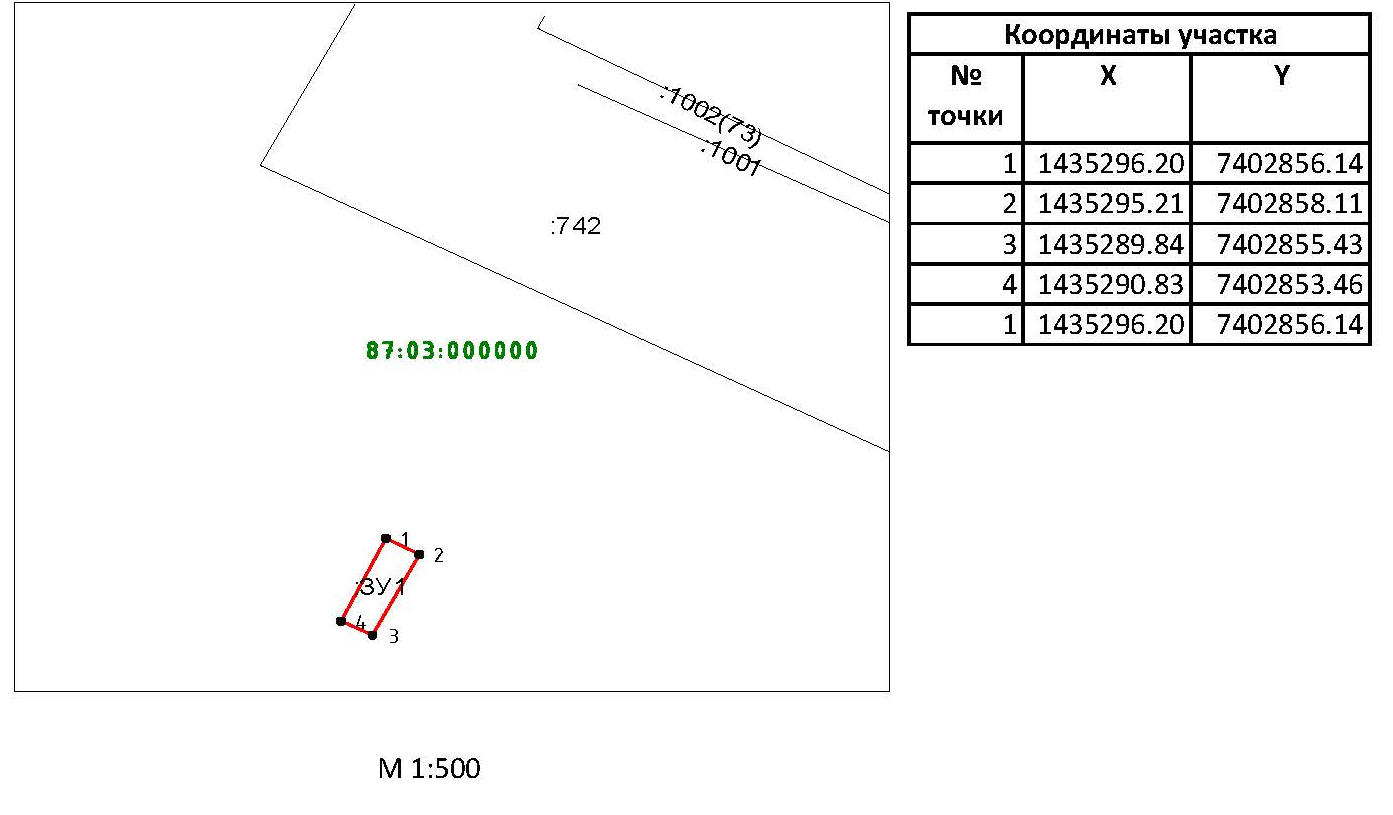 :1002(73)
:1001
:742
87:03:000000
1
2
:ЗУ1
4
3
М 1:500
Координаты участка
№ точки X Y
1 1435296.20 7402856.14
2 1435295.21 7402858.11
3 1435289.84 7402855.43
4 1435290.83 7402853.46
1 1435296.20 7402856.14